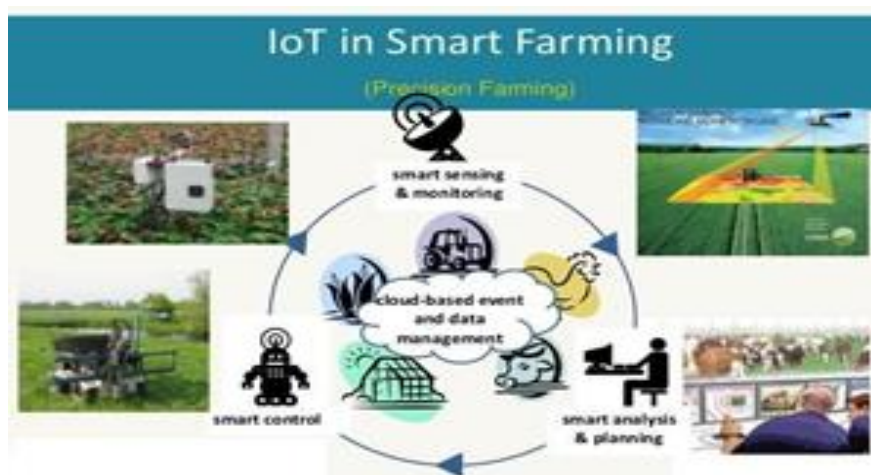 IoT in Smart Farming
(Precision Farming)
smart sensing
& monitoring
cloud-based event
and data
management
smart control
smart analysis
& planning